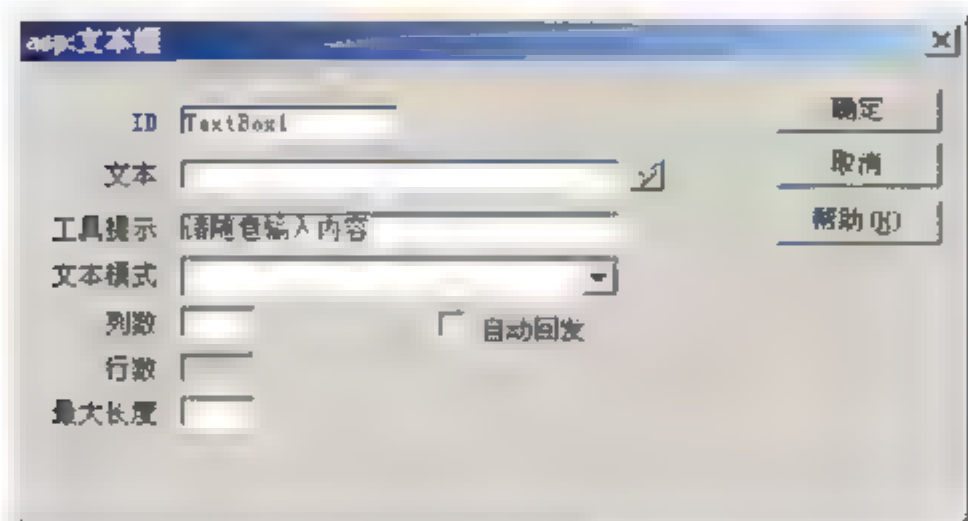 asp:文本框
ID TextBox1
确定
文本
取消
工具提示 请随意输入内容
帮助(H)
文本模式
列数
自动回发
行数
最大长度